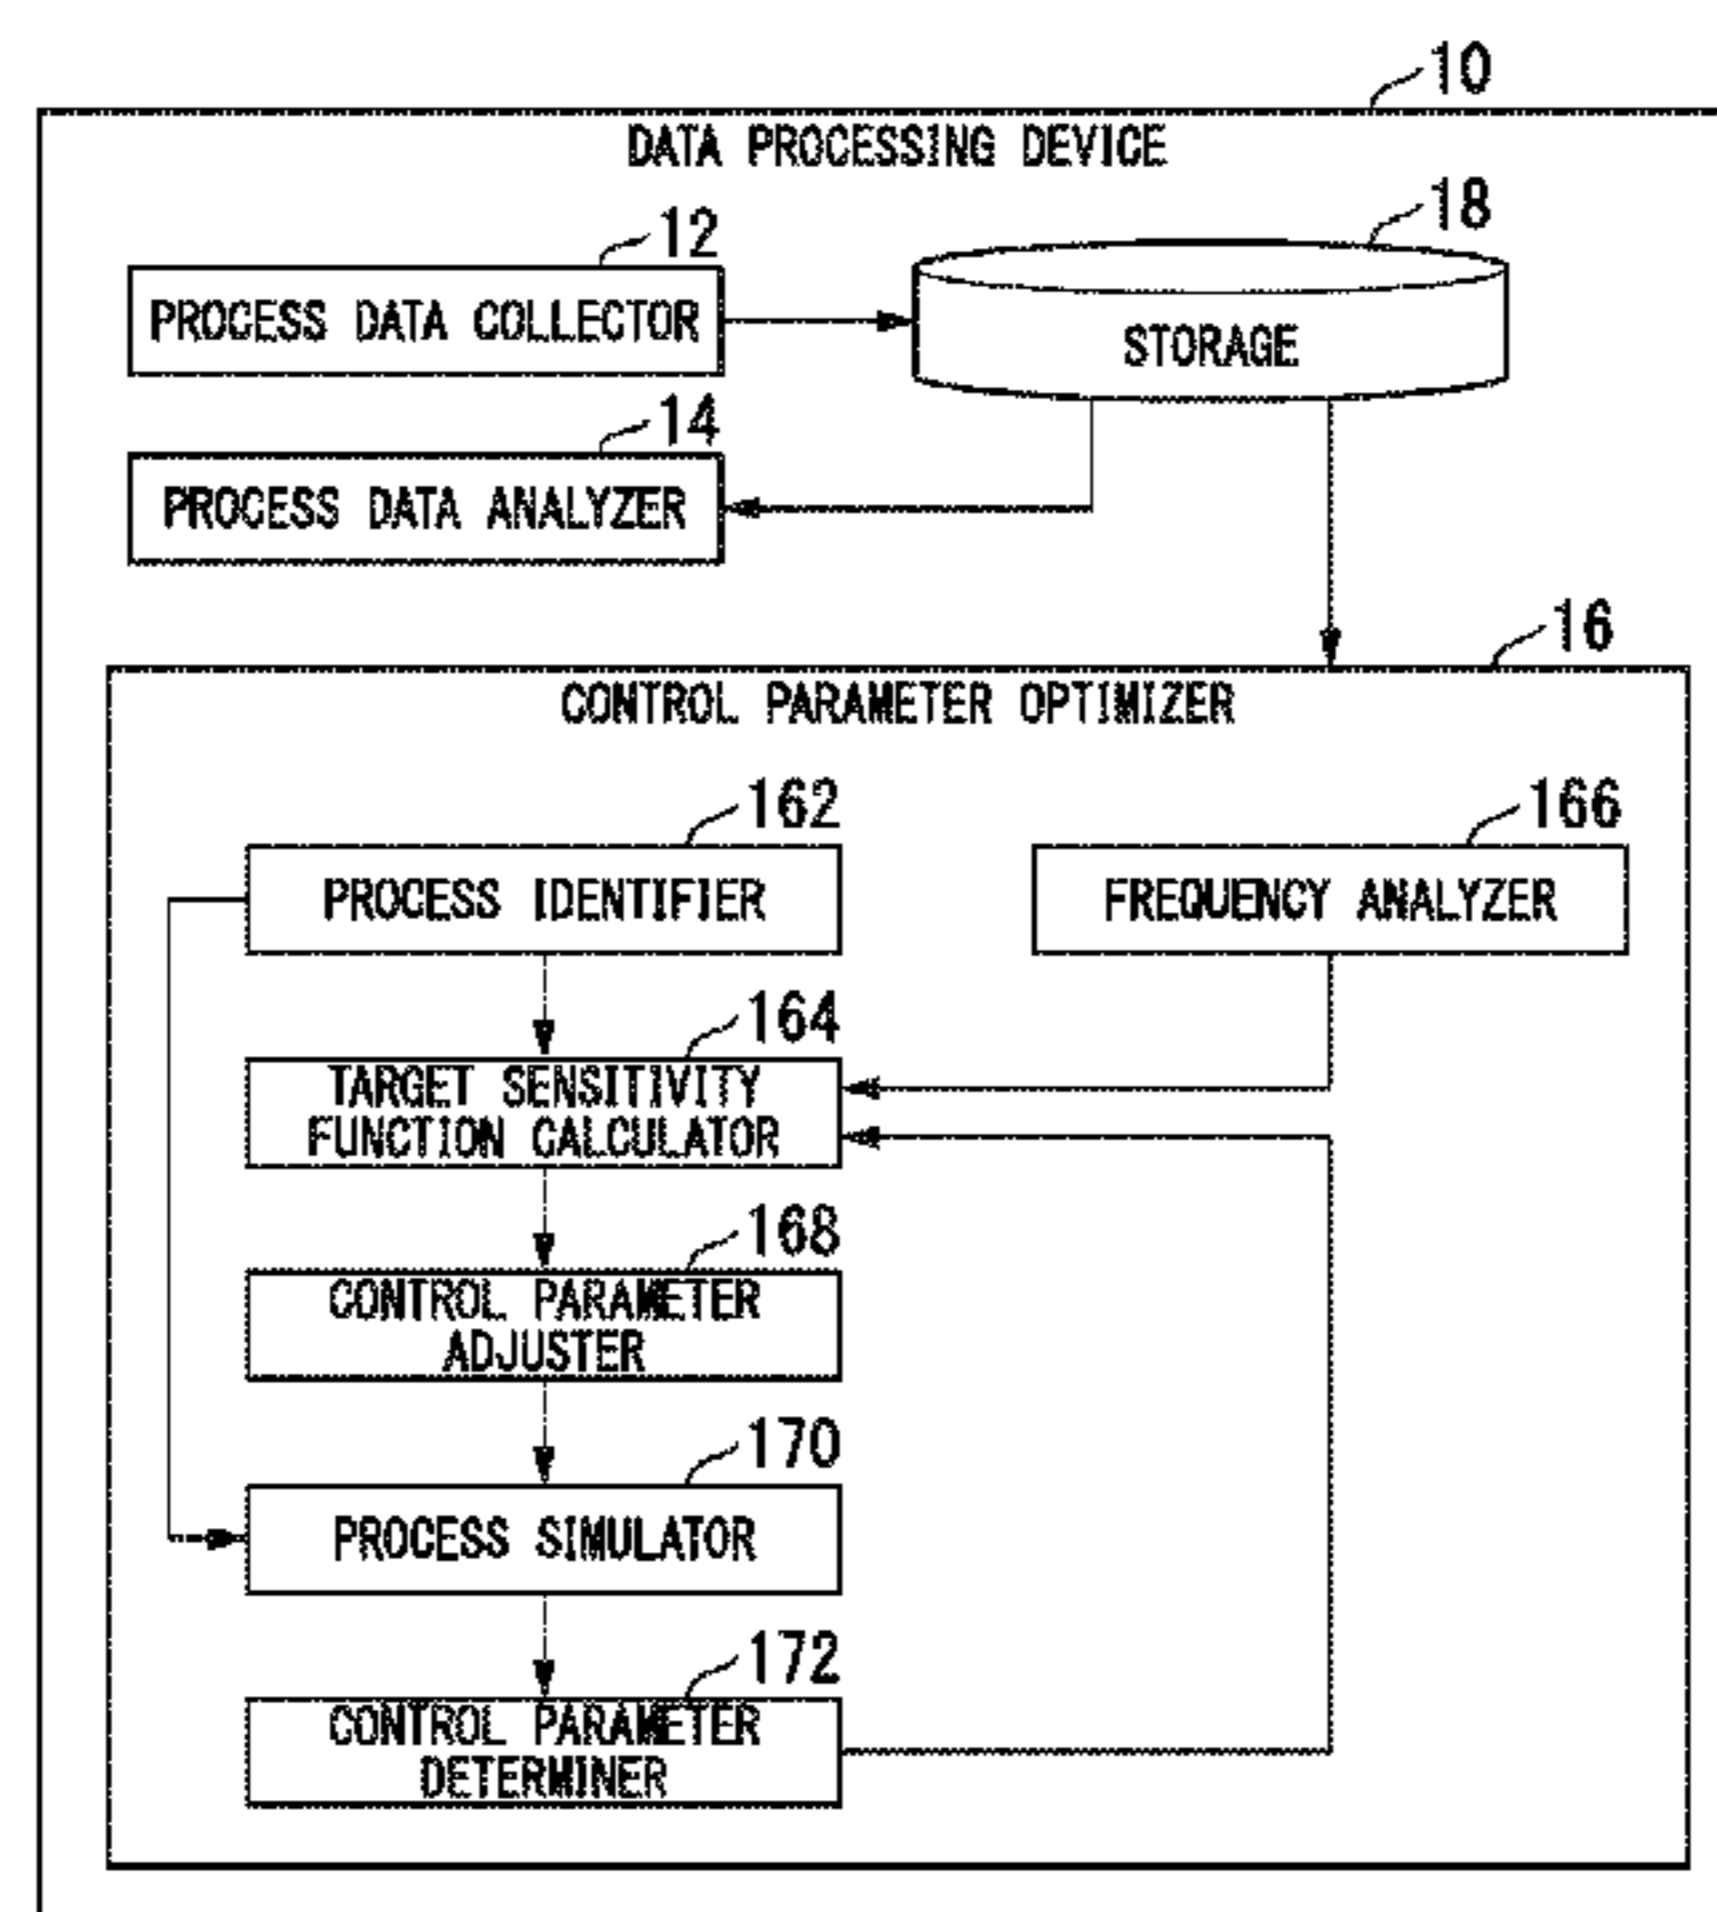 10
DATA PROCESSING DEVICE
12
18
PROCESS DATA COLLECTOR
STORAGE
14
PROCESS DATA ANALYZER
16
CONTROL PARAMETER OPTIMIZER
162
166
PROCESS IDENTIFIER
FREQUENCY ANALYZER
164
TARGET SENSITIVITY
FUNCTION CALCULATOR
168
CONTROL PARAMETER
ADJUSTER
170
PROCESS SIMULATOR
172
CONTROL PARAMETER
DETERMINER